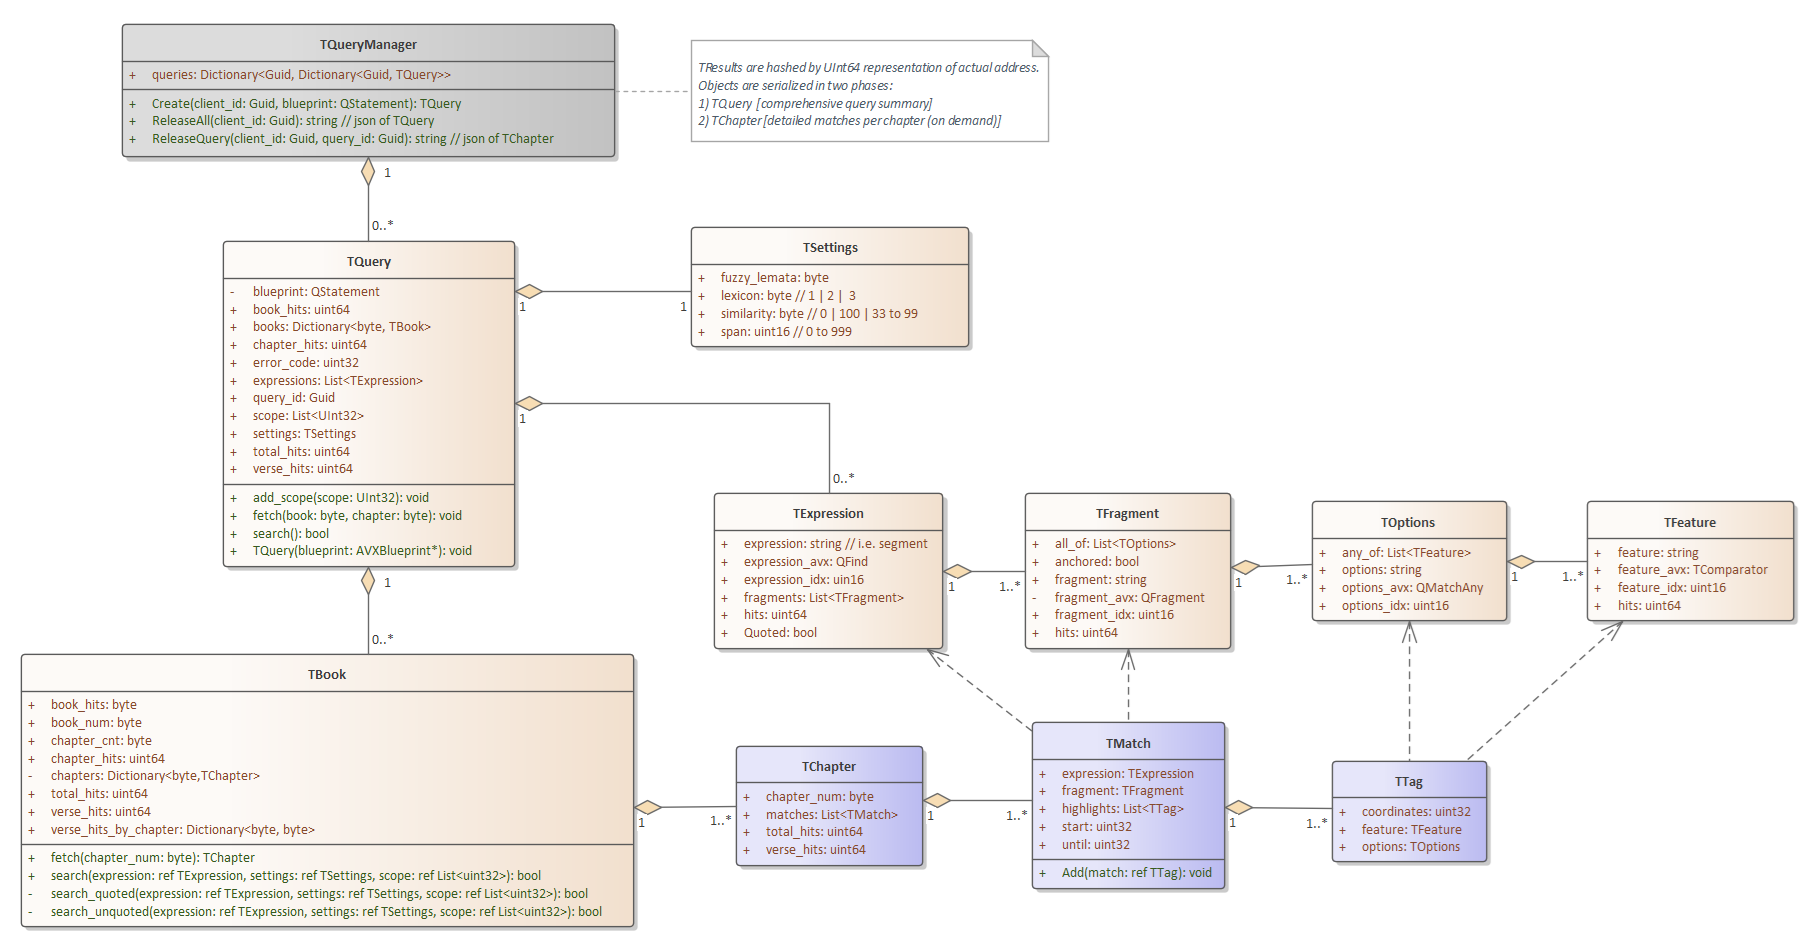 TQueryManager
+ queries: Dictionary<Guid, Dictionary<Guid, TQuery>>
+ Create(client_id: Guid, blueprint: QStatement): TQuery
+ ReleaseAll(client_id: Guid): string // json of TQuery
+ ReleaseQuery(client_id: Guid, query_id: Guid): string // json of TChapter
TResults are hashed by UInt64 representation of actual address.
Objects are serialized in two phases:
1) TQuery [comprehensive query summary]
2) TChapter [detailed matches per chapter (on demand)]
1
0..*
TQuery
- blueprint: QStatement
+ book_hits: uint64
+ books: Dictionary<byte, TBook>
+ chapter_hits: uint64
+ error_code: uint32
+ expressions: List<TExpression>
+ query_id: Guid
+ scope: List<UInt32>
+ settings: TSettings
+ total_hits: uint64
+ verse_hits: uint64
+ add_scope(scope: UInt32): void
+ fetch(book: byte, chapter: byte): void
+ search(): bool
+ TQuery(blueprint: AVXBlueprint*): void
1
1
TSettings
+ fuzzy_lemata: byte
+ lexicon: byte // 1 | 2 | 3
+ similarity: byte // 0 | 100 | 33 to 99
+ span: uint16 // 0 to 999
1
0..*
TExpression
+ expression: string // i.e. segment
+ expression_avx: QFind
+ expression_idx: uin16
+ fragments: List<TFragment>
+ hits: uint64
+ Quoted: bool
1
1..*
TFragment
+ all_of: List<TOptions>
+ anchored: bool
+ fragment: string
- fragment_avx: QFragment
+ fragment_idx: uint16
+ hits: uint64
1
1..*
TOptions
+ any_of: List<TFeature>
+ options: string
+ options_avx: QMatchAny
+ options_idx: uint16
1
1..*
TFeature
+ feature: string
+ feature_avx: TComparator
+ feature_idx: uint16
+ hits: uint64
1
0..*
TBook
+ book_hits: byte
+ book_num: byte
+ chapter_cnt: byte
+ chapter_hits: uint64
- chapters: Dictionary<byte,TChapter>
+ total_hits: uint64
+ verse_hits: uint64
+ verse_hits_by_chapter: Dictionary<byte, byte>
+ fetch(chapter_num: byte): TChapter
+ search(expression: ref TExpression, settings: ref TSettings, scope: ref List<uint32>): bool
- search_quoted(expression: ref TExpression, settings: ref TSettings, scope: ref List<uint32>): bool
- search_unquoted(expression: ref TExpression, settings: ref TSettings, scope: ref List<uint32>): bool
1
1..*
TChapter
+ chapter_num: byte
+ matches: List<TMatch>
+ total_hits: uint64
+ verse_hits: uint64
1
1..*
TMatch
+ expression: TExpression
+ fragment: TFragment
+ highlights: List<TTag>
+ start: uint32
+ until: uint32
+ Add(match: ref TTag): void
1
1..*
TTag
+ coordinates: uint32
+ feature: TFeature
+ options: TOptions